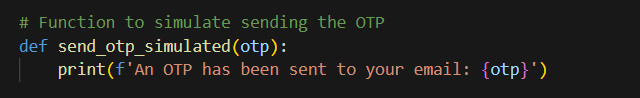 # Function to simulate sending the OTP
def send_otp_simulated(otp):
    print(f'An OTP has been sent to your email: {otp}')